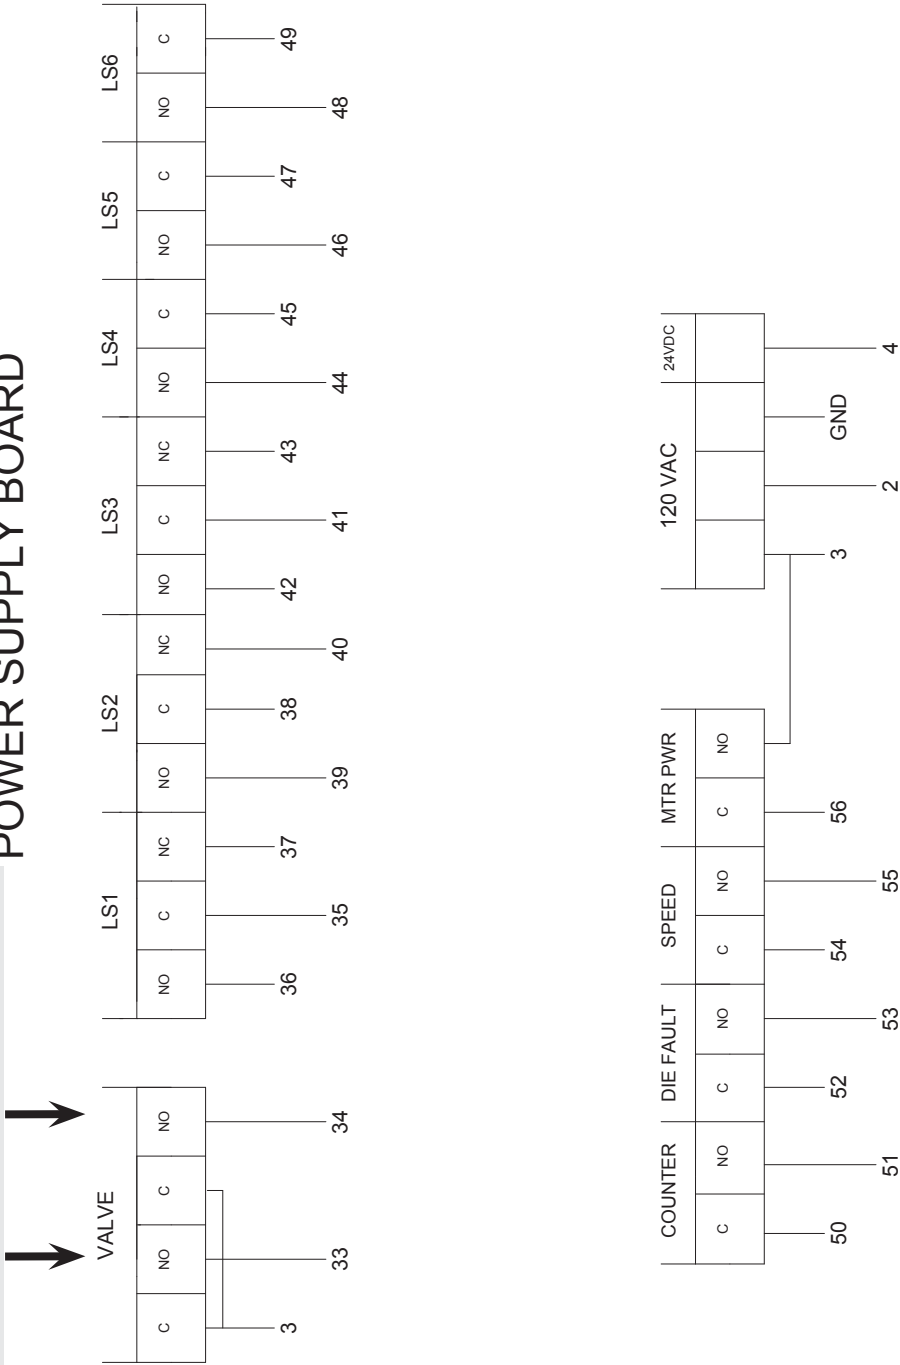 POWER SUPPLY BOARD
VALVE LS1 LS2 LS3 LS4 LS5 LS6
C NO C NO NO C NC NO C NC NO C NC NO C NO C NO C
3 36 37 38 42 43 45 47 49
33 34 35 39 40 41 44 46 48
COUNTER DIE FAULT SPEED MTR PWR 120 VAC 24VDC
C NO C NO C NO C NO
50 52 54 56 3 GND
51 53 55 2 4